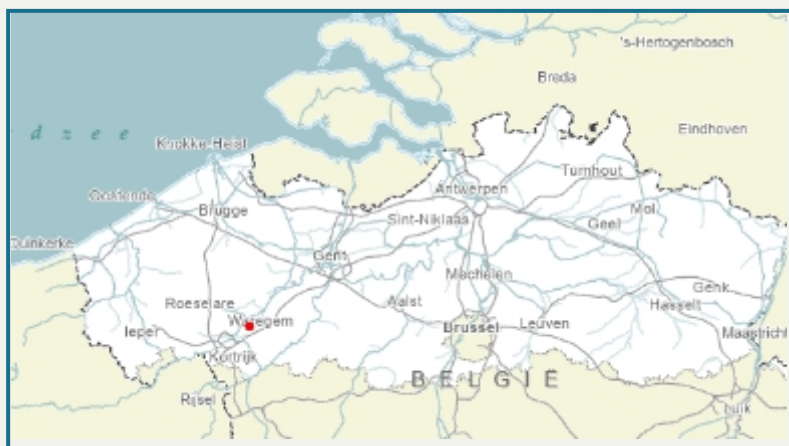 's-Hertogenbosch
Breda
dzee
Eindhoven
Knokke-Heist
Turnhout
Antwerpen
Oostende
Mol
Brugge
Sint-Niklaas
Geel
Duinkerke
Gent
Mechelen
Genk
Roeselare
Aalst
Hasselt
Waregem
Ieper
Brussel
Leuven
Maastricht
Kortrijk
BELGIË
Rijsel
Luik